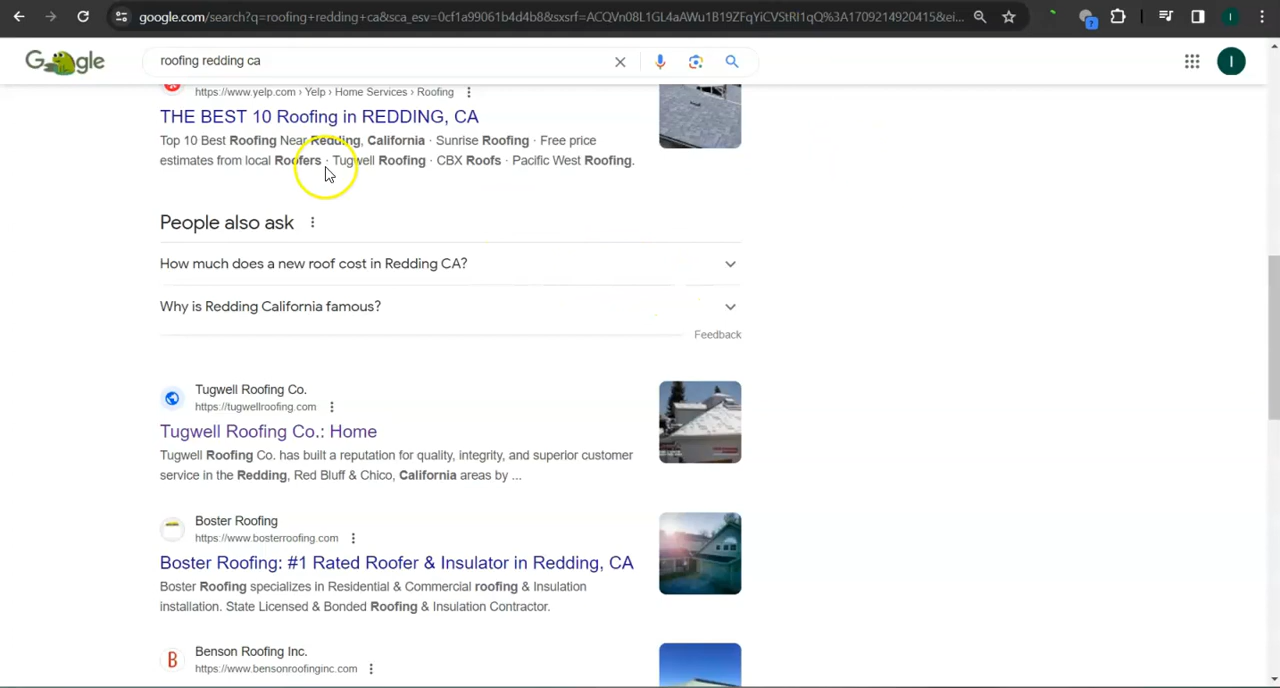 google.com/search?q=roofing+redding+ca&sca_esv=0cf1a99061b4d4b8&sxsrf=ACQVn08L1GL4aAWu1B19ZFqYiCVStRI1qQ%3A1709214920415&ei...
Google
roofing redding ca
I
https://www.yelp.com › Yelp › Home Services › Roofing
THE BEST 10 Roofing in REDDING, CA
Top 10 Best Roofing Near Redding, California · Sunrise Roofing · Free price
estimates from local Roofers · Tugwell Roofing · CBX Roofs · Pacific West Roofing.
People also ask
How much does a new roof cost in Redding CA?
Why is Redding California famous?
Feedback
Tugwell Roofing Co.
https://tugwellroofing.com
Tugwell Roofing Co.: Home
Tugwell Roofing Co. has built a reputation for quality, integrity, and superior customer
service in the Redding, Red Bluff & Chico, California areas by ...
Boster Roofing
https://www.bosterroofing.com
Boster Roofing: #1 Rated Roofer & Insulator in Redding, CA
Boster Roofing specializes in Residential & Commercial roofing & Insulation
installation. State Licensed & Bonded Roofing & Insulation Contractor.
B
Benson Roofing Inc.
https://www.bensonroofinginc.com